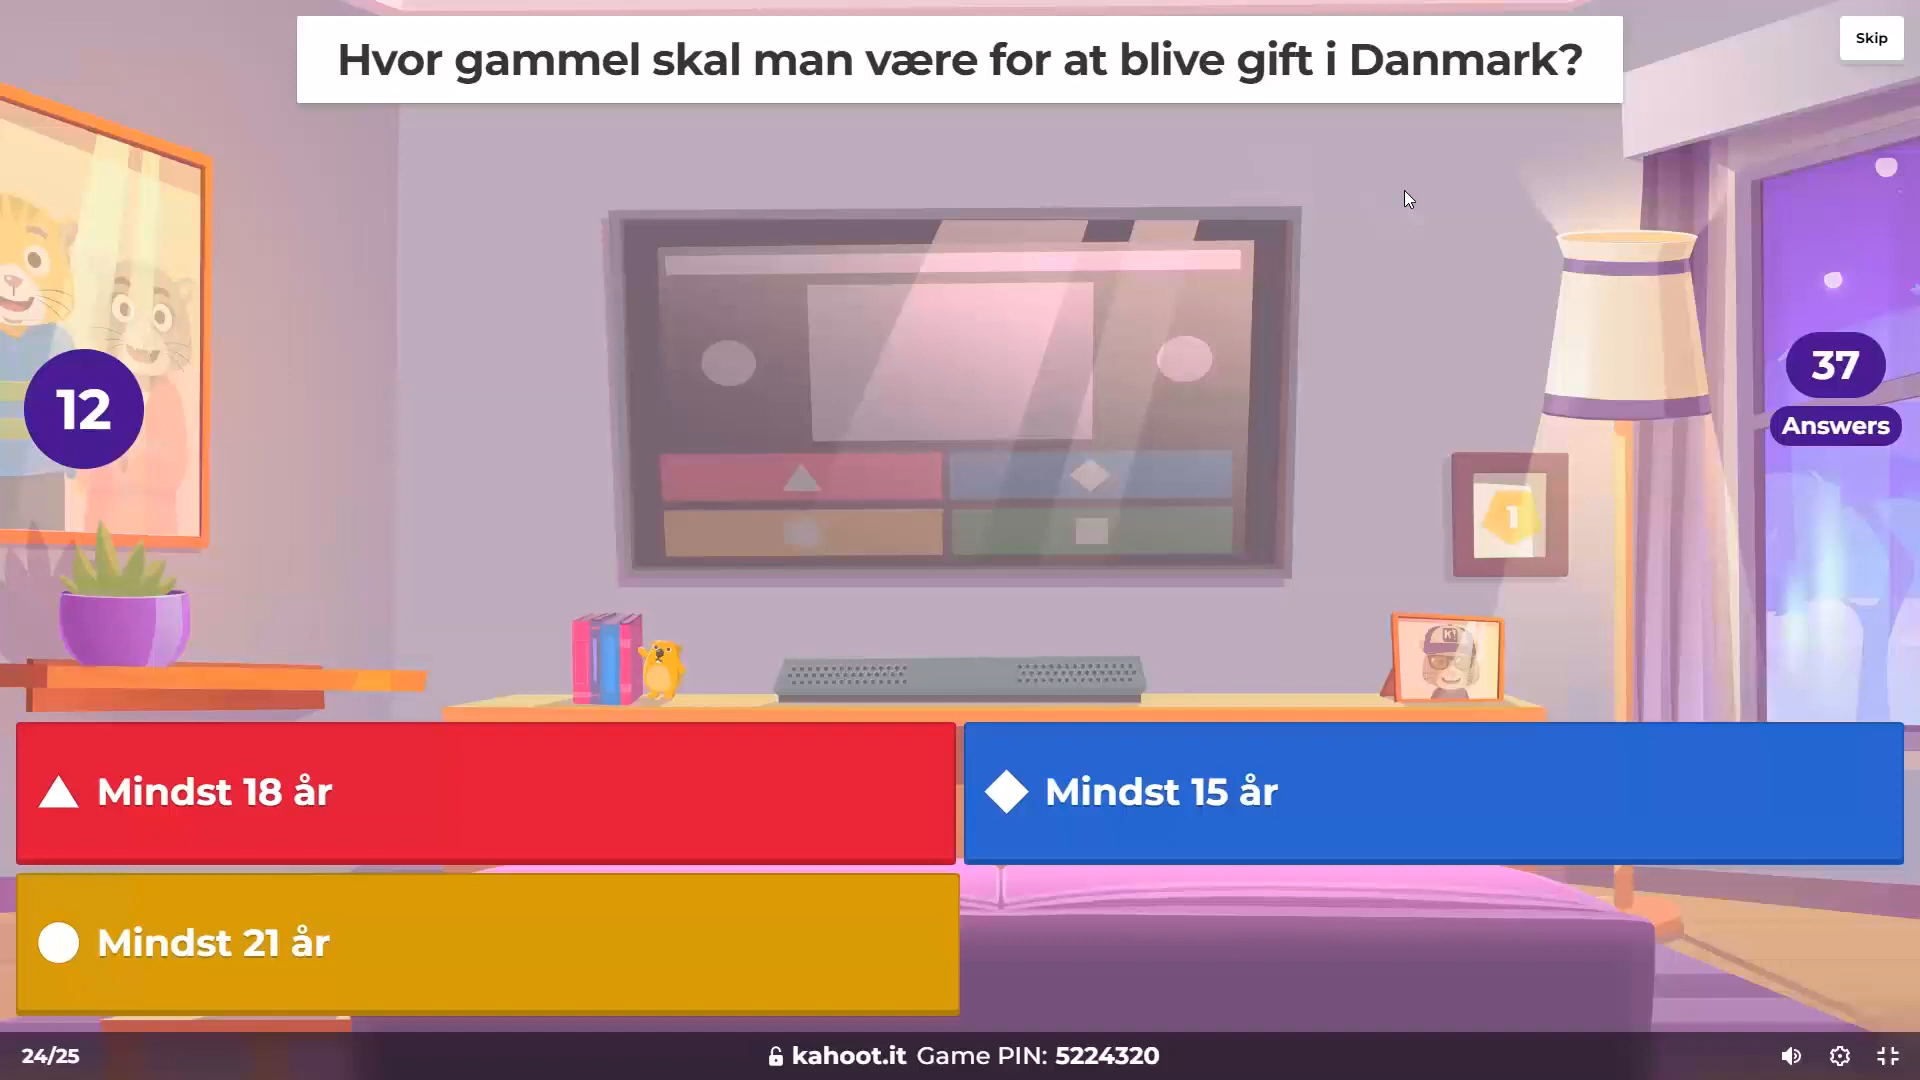 Hvor gammel skal man være for at blive gift i Danmark?
Skip
12
37
Answers
1
K!
Mindst 18 år
Mindst 15 år
Mindst 21 år
24/25
kahoot.it Game PIN: 5224320